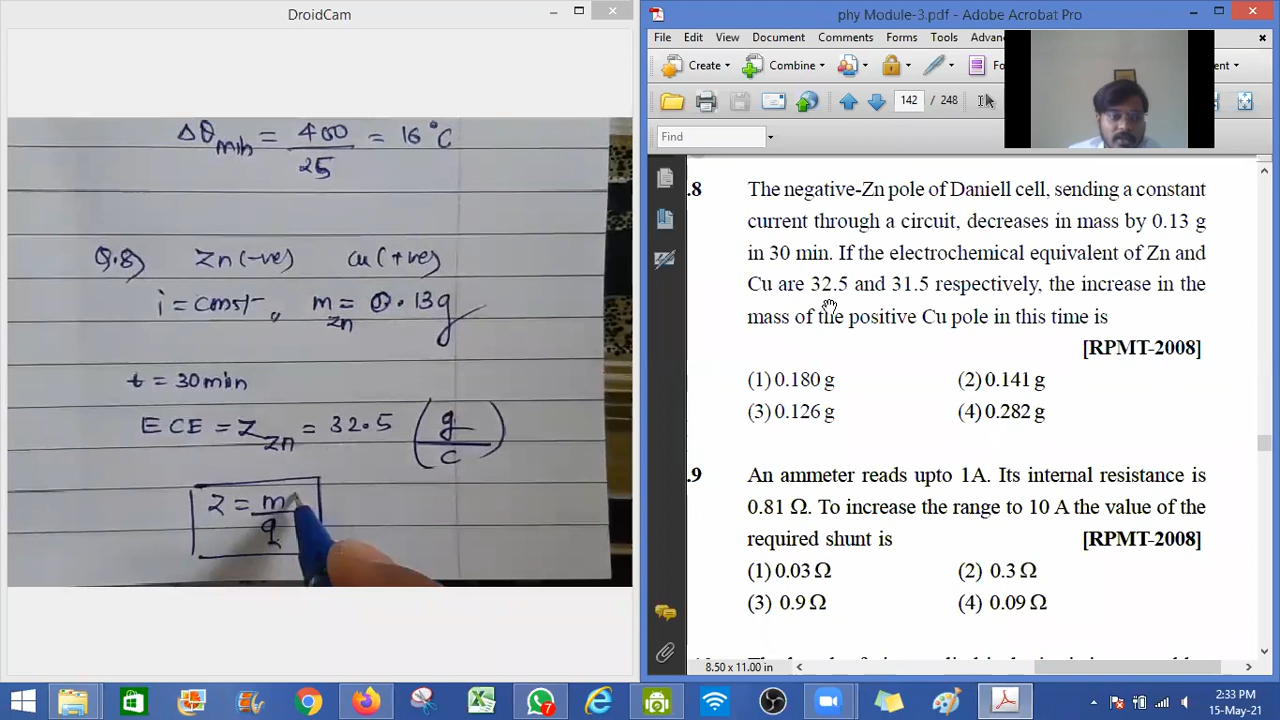 DroidCam
Δθmin = 400/25 = 16°C
Q.8) Zn(-ve) Cu(+ve)
i = const, mZn = 0.13g
t = 30min
ECE = ZZn = 32.5 (g/C)
Z = m/q
phy Module-3.pdf - Adobe Acrobat Pro
File Edit View Document Comments Forms Tools Advan
Create Combine
142 / 248
Find
.8 The negative-Zn pole of Daniell cell, sending a constant
current through a circuit, decreases in mass by 0.13 g
in 30 min. If the electrochemical equivalent of Zn and
Cu are 32.5 and 31.5 respectively, the increase in the
mass of the positive Cu pole in this time is
[RPMT-2008]
(1) 0.180 g (2) 0.141 g
(3) 0.126 g (4) 0.282 g
.9 An ammeter reads upto 1A. Its internal resistance is
0.81 Ω. To increase the range to 10 A the value of the
required shunt is [RPMT-2008]
(1) 0.03 Ω (2) 0.3 Ω
(3) 0.9 Ω (4) 0.09 Ω
8.50 x 11.00 in
7
2:33 PM
15-May-21